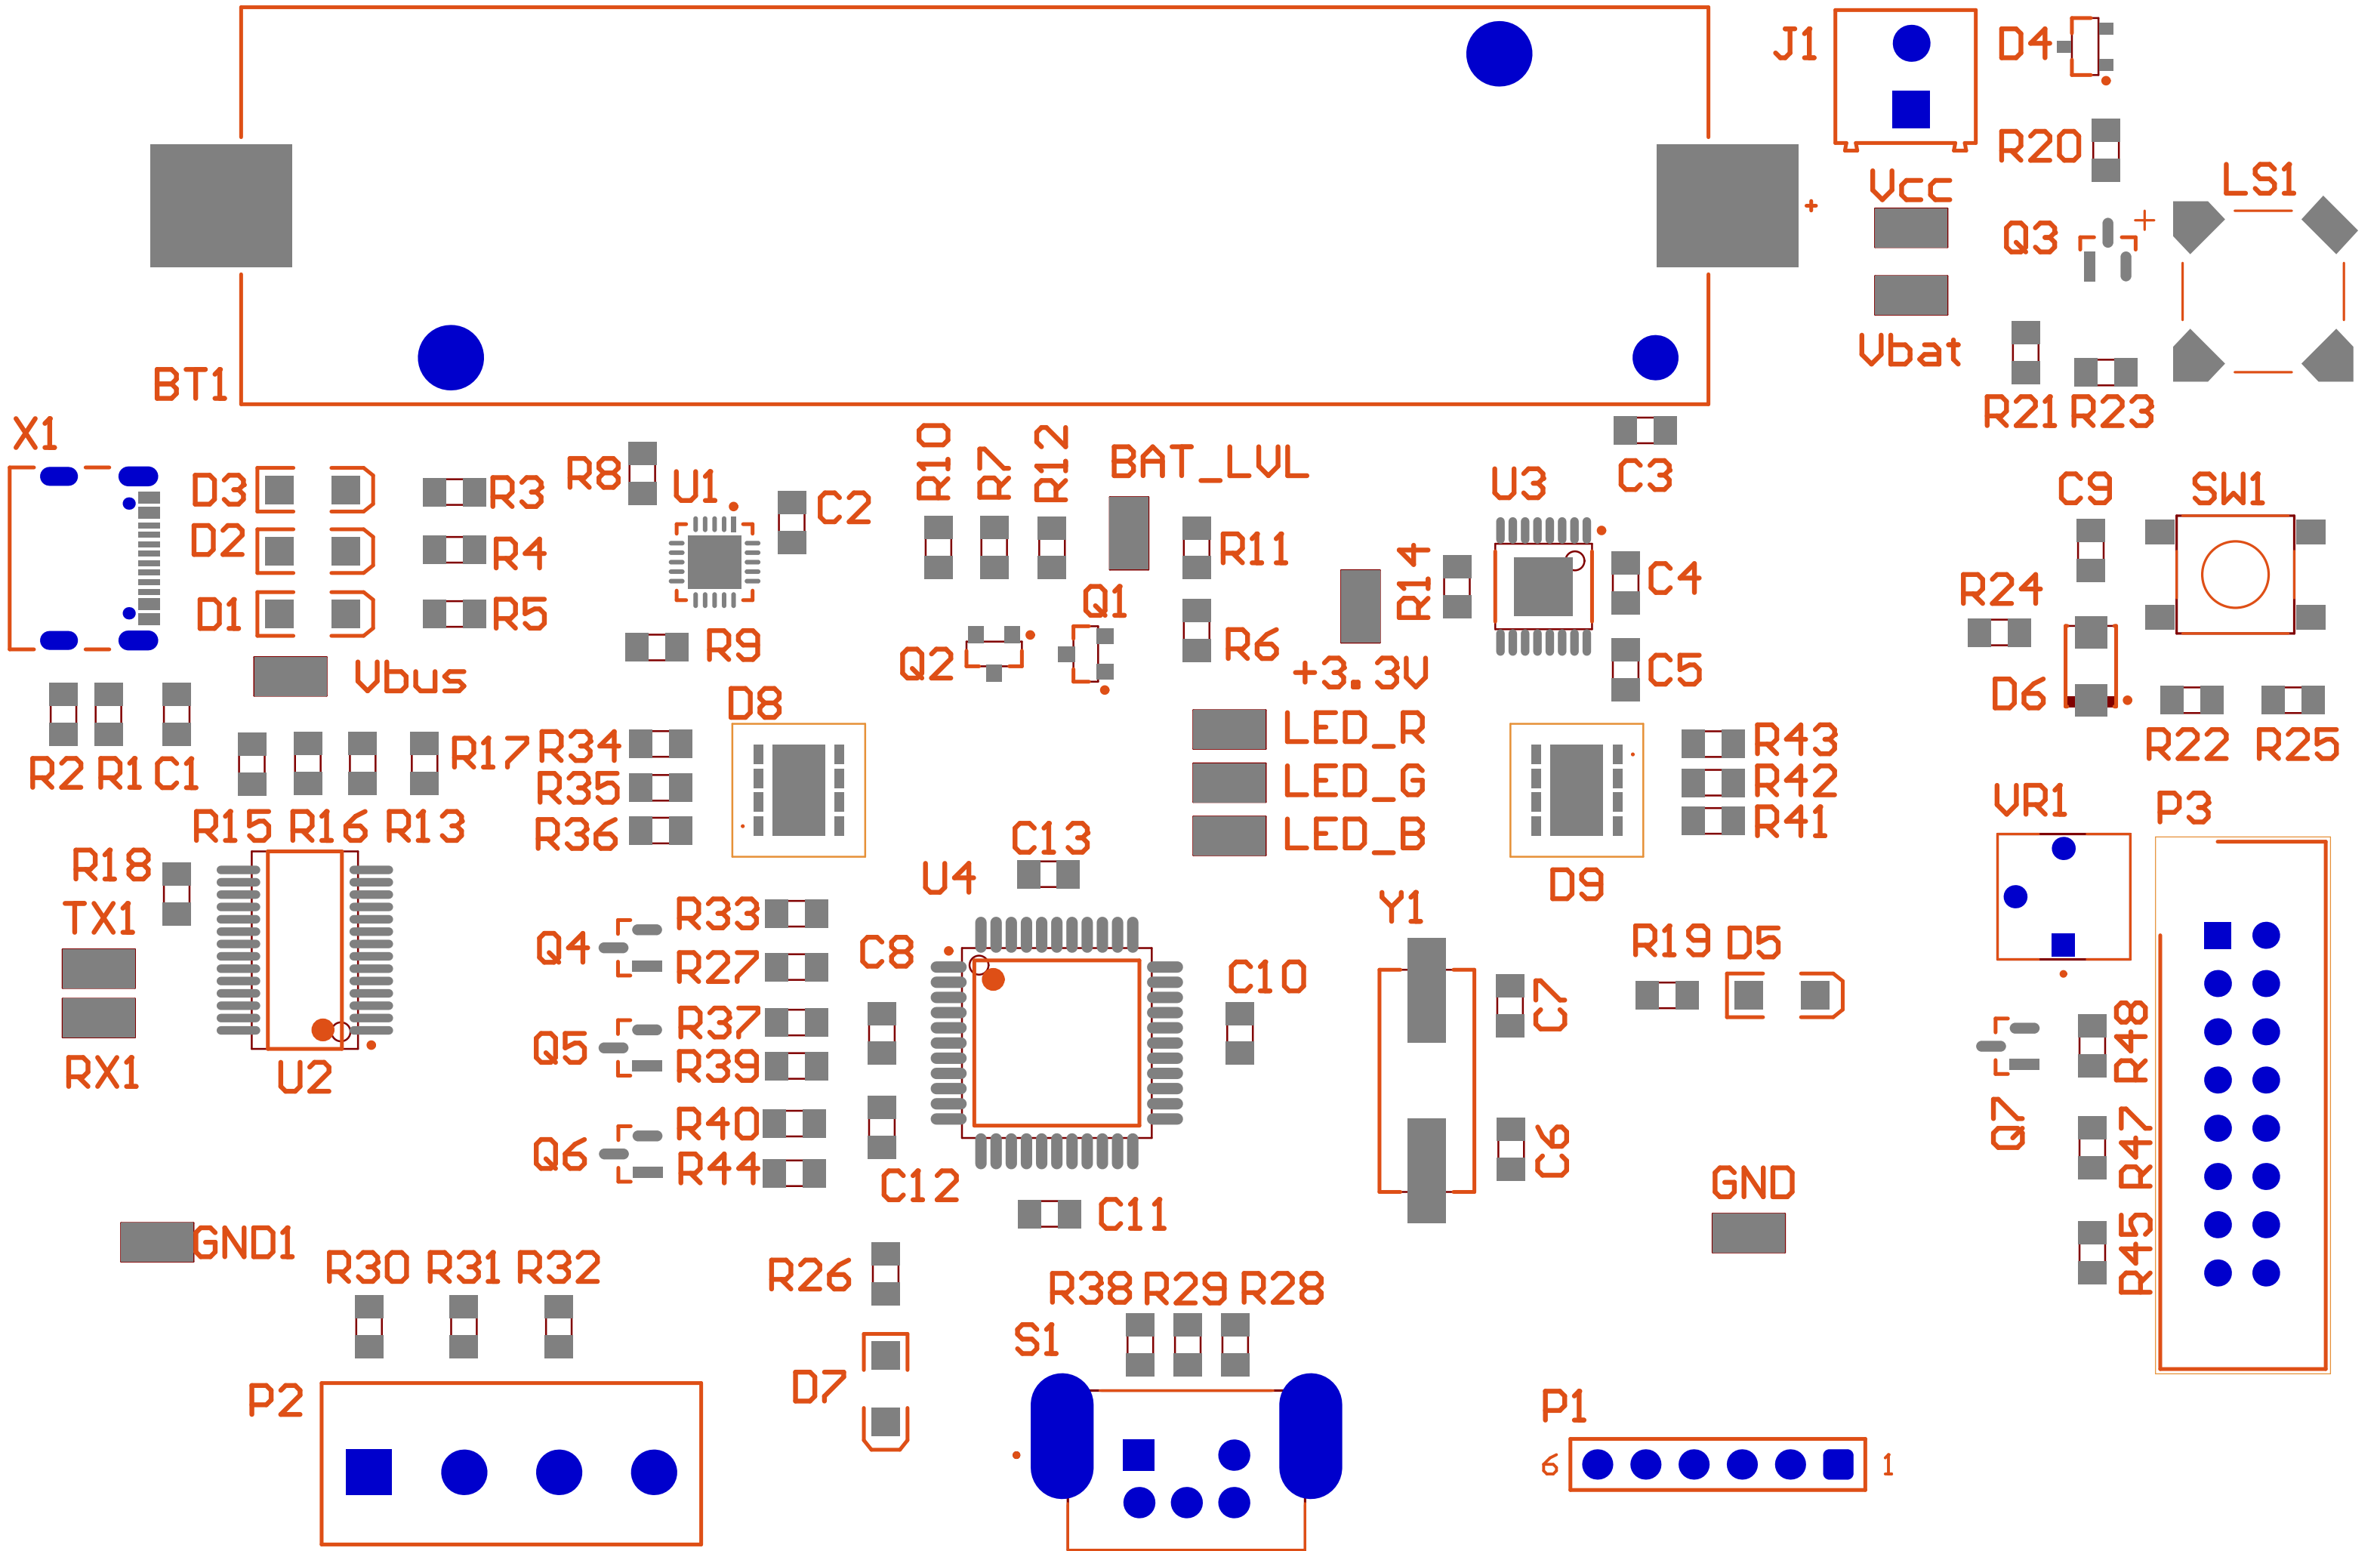 J1
D4
R20
LS1
Vcc
+
Q3
+
Vbat
BT1
R21 R23
X1
D3
R3
R8
U1
C2
R10
R7
R12
BAT_LVL
U3
C3
C9
SW1
D2
R4
R11
R14
C4
R24
D1
R5
R9
Q2
Q1
R6
+3.3V
C5
D6
Vbus
D8
LED_R
R43
R22 R25
R2 R1 C1
R17
R34
R35
LED_G
R42
VR1
P3
R15 R16 R13
R36
C13
LED_B
R41
R18
U4
D9
TX1
R33
Y1
Q4
R27
C8
C10
R19 D5
R37
C7
R48
Q5
R39
RX1
U2
R40
Q6
R44
C12
C6
Q7
R47
GND
C11
GND1
R45
R30 R31 R32
R26
R38 R29 R28
S1
D7
P2
P1
6
1